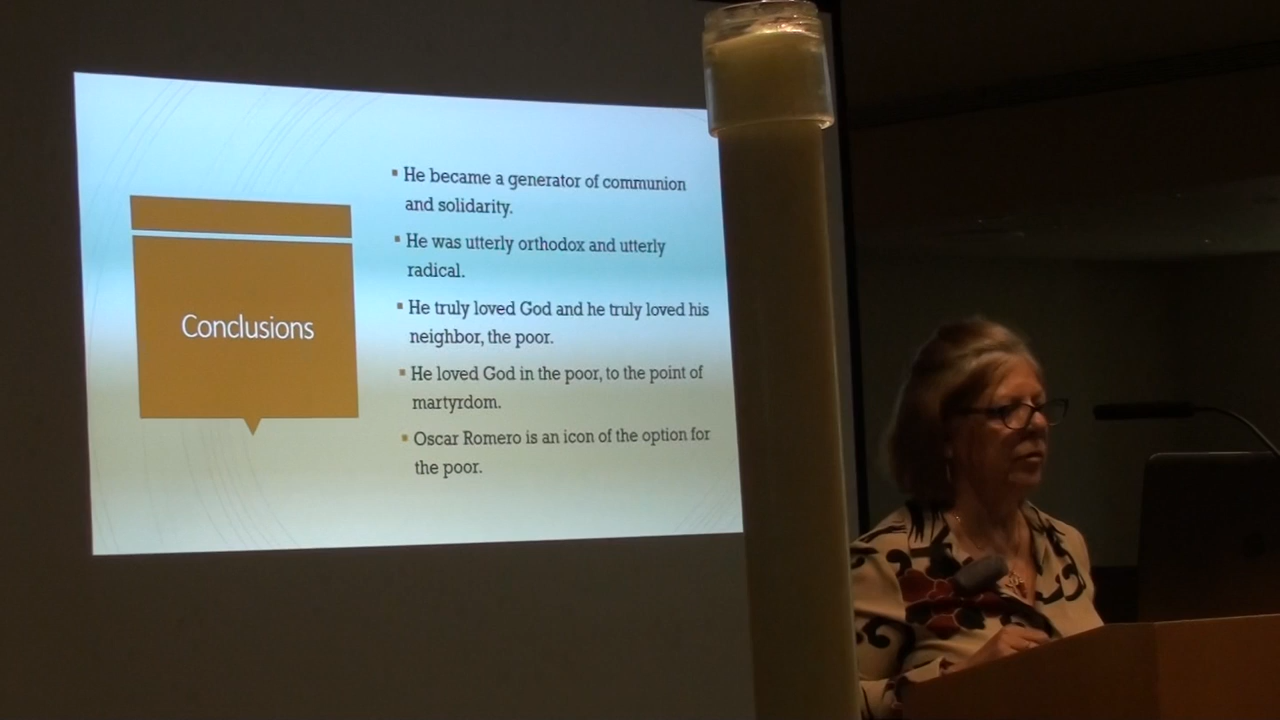 Conclusions
▪ He became a generator of communion
and solidarity.
▪ He was utterly orthodox and utterly
radical.
▪ He truly loved God and he truly loved his
neighbor, the poor.
▪ He loved God in the poor, to the point of
martyrdom.
▪ Oscar Romero is an icon of the option for
the poor.